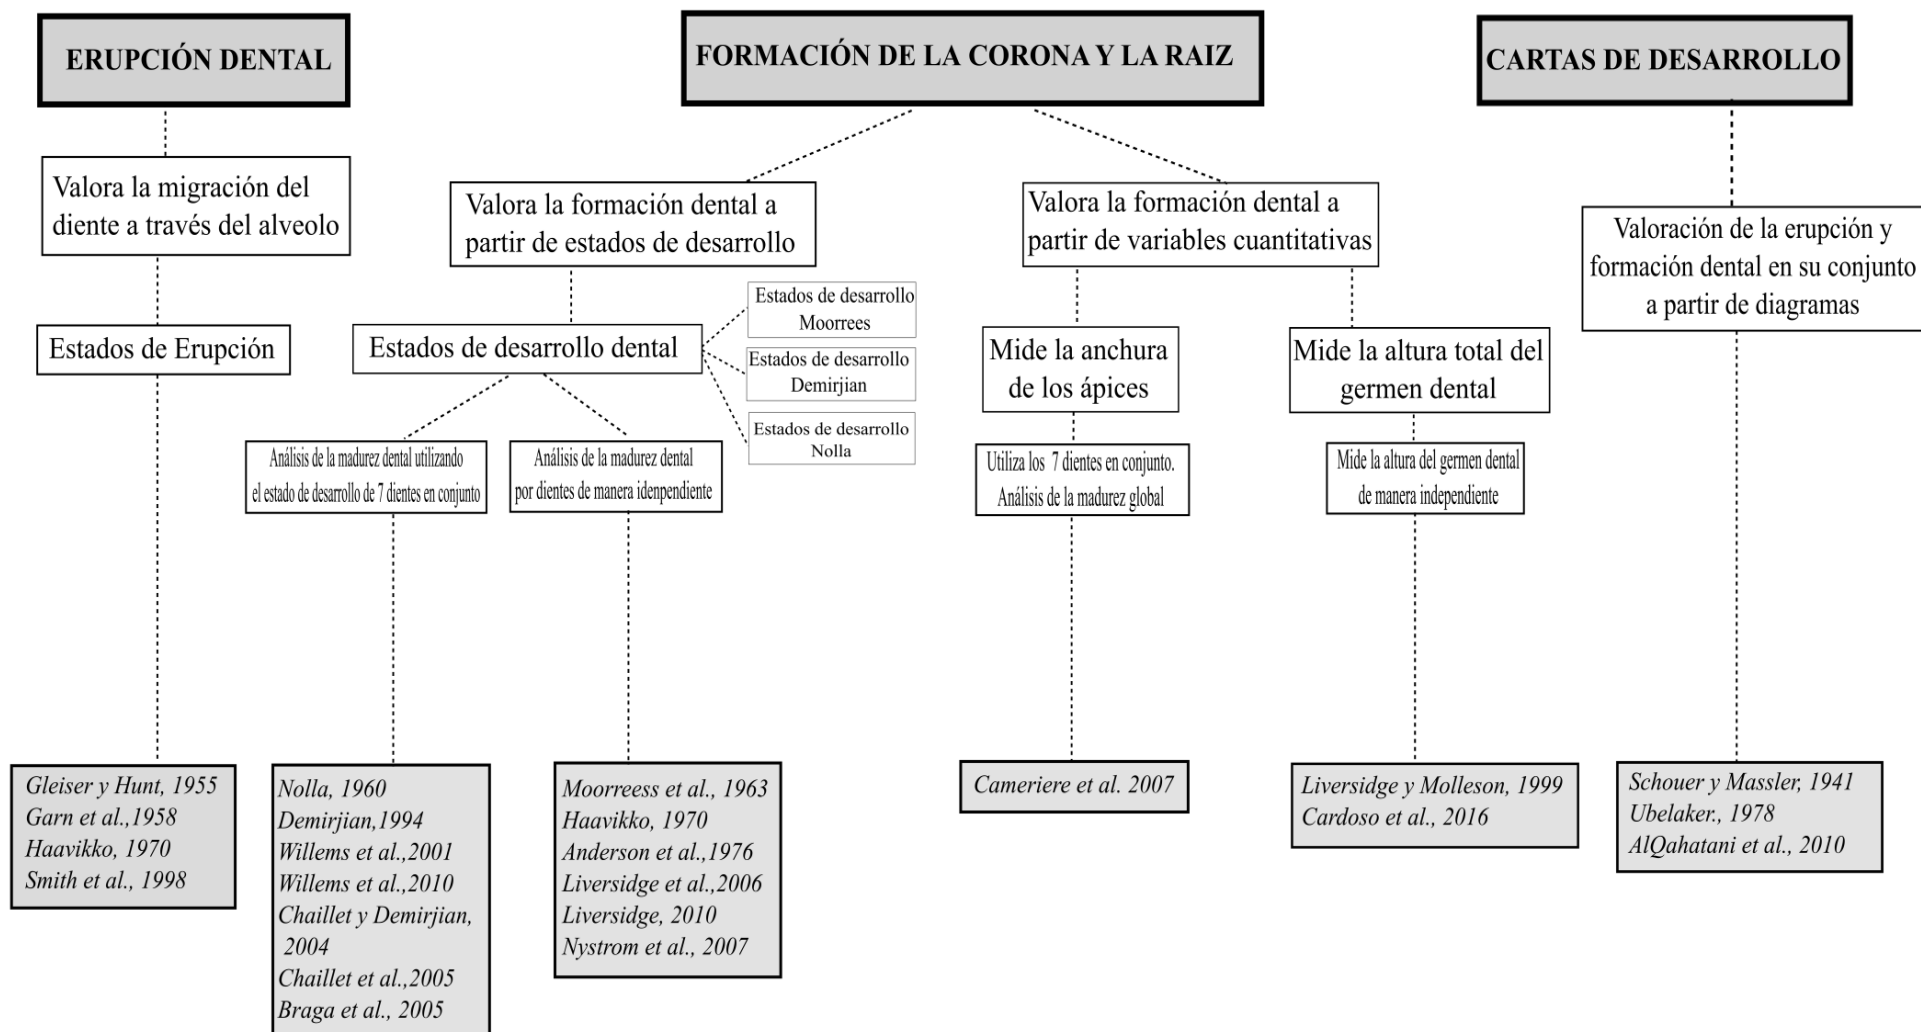 ERUPCIÓN DENTAL
FORMACIÓN DE LA CORONA Y LA RAIZ
CARTAS DE DESARROLLO
Valora la migración del
diente a través del alveolo
Valora la formación dental a
partir de estados de desarrollo
Valora la formación dental a
partir de variables cuantitativas
Valoración de la erupción y
formación dental en su conjunto
a partir de diagramas
Estados de Erupción
Estados de desarrollo dental
Estados de desarrollo
Moorrees
Estados de desarrollo
Demirjian
Estados de desarrollo
Nolla
Mide la anchura
de los ápices
Mide la altura total del
germen dental
Análisis de la madurez dental utilizando
el estado de desarrollo de 7 dientes en conjunto
Análisis de la madurez dental
por dientes de manera idenpendiente
Utiliza los 7 dientes en conjunto.
Análisis de la madurez global
Mide la altura del germen dental
de manera independiente
Gleiser y Hunt, 1955
Garn et al.,1958
Haavikko, 1970
Smith et al., 1998
Nolla, 1960
Demirjian,1994
Willems et al.,2001
Willems et al.,2010
Chaillet y Demirjian,
2004
Chaillet et al.,2005
Braga et al., 2005
Moorreess et al., 1963
Haavikko, 1970
Anderson et al.,1976
Liversidge et al.,2006
Liversidge, 2010
Nystrom et al., 2007
Cameriere et al. 2007
Liversidge y Molleson, 1999
Cardoso et al., 2016
Schouer y Massler, 1941
Ubelaker., 1978
AlQahatani et al., 2010